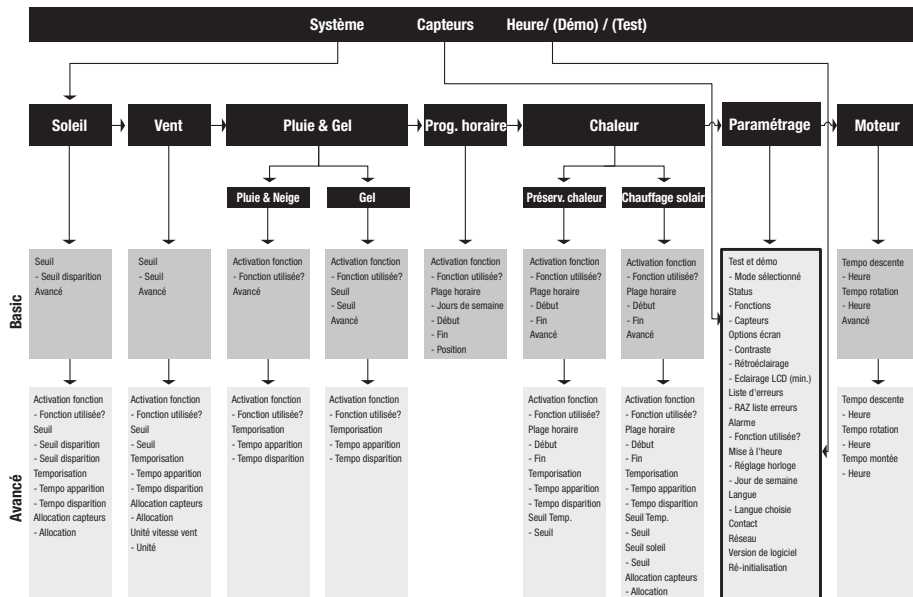 Système Capteurs Heure/ (Démo) / (Test)
Soleil Vent Pluie & Gel Prog. horaire Chaleur Paramétrage Moteur
Pluie & Neige Gel Préserv. chaleur Chauffage solair
Basic
Seuil
- Seuil disparition
Avancé
Seuil
- Seuil
Avancé
Activation fonction
- Fonction utilisée?
Avancé
Activation fonction
- Fonction utilisée?
Seuil
- Seuil
Avancé
Activation fonction
- Fonction utilisée?
Plage horaire
- Jours de semaine
- Début
- Fin
- Position
Activation fonction
- Fonction utilisée?
Plage horaire
- Début
- Fin
Avancé
Activation fonction
- Fonction utilisée?
Plage horaire
- Début
- Fin
Avancé
Test et démo
- Mode sélectionné
Status
- Fonctions
- Capteurs
Options écran
- Contraste
- Rétroéclairage
- Eclairage LCD (min.)
Liste d'erreurs
- RAZ liste erreurs
Alarme
- Fonction utilisée?
Mise à l'heure
- Réglage horloge
- Jour de semaine
Langue
- Langue choisie
Contact
Réseau
Version de logiciel
Ré-initialisation
Tempo descente
- Heure
Tempo rotation
- Heure
Avancé
Avancé
Activation fonction
- Fonction utilisée?
Seuil
- Seuil disparition
- Seuil disparition
Temporisation
- Tempo apparition
- Tempo disparition
Allocation capteurs
- Allocation
Activation fonction
- Fonction utilisée?
Seuil
- Seuil
Temporisation
- Tempo apparition
- Tempo disparition
Allocation capteurs
- Allocation
Unité vitesse vent
- Unité
Activation fonction
- Fonction utilisée?
Temporisation
- Tempo apparition
- Tempo disparition
Activation fonction
- Fonction utilisée?
Temporisation
- Tempo apparition
- Tempo disparition
Activation fonction
- Fonction utilisée?
Plage horaire
- Début
- Fin
Temporisation
- Tempo apparition
- Tempo disparition
Seuil Temp.
- Seuil
Activation fonction
- Fonction utilisée?
Plage horaire
- Début
- Fin
Temporisation
- Tempo apparition
- Tempo disparition
Seuil Temp.
- Seuil
Seuil soleil
- Seuil
Allocation capteurs
- Allocation
Tempo descente
- Heure
Tempo rotation
- Heure
Tempo montée
- Heure